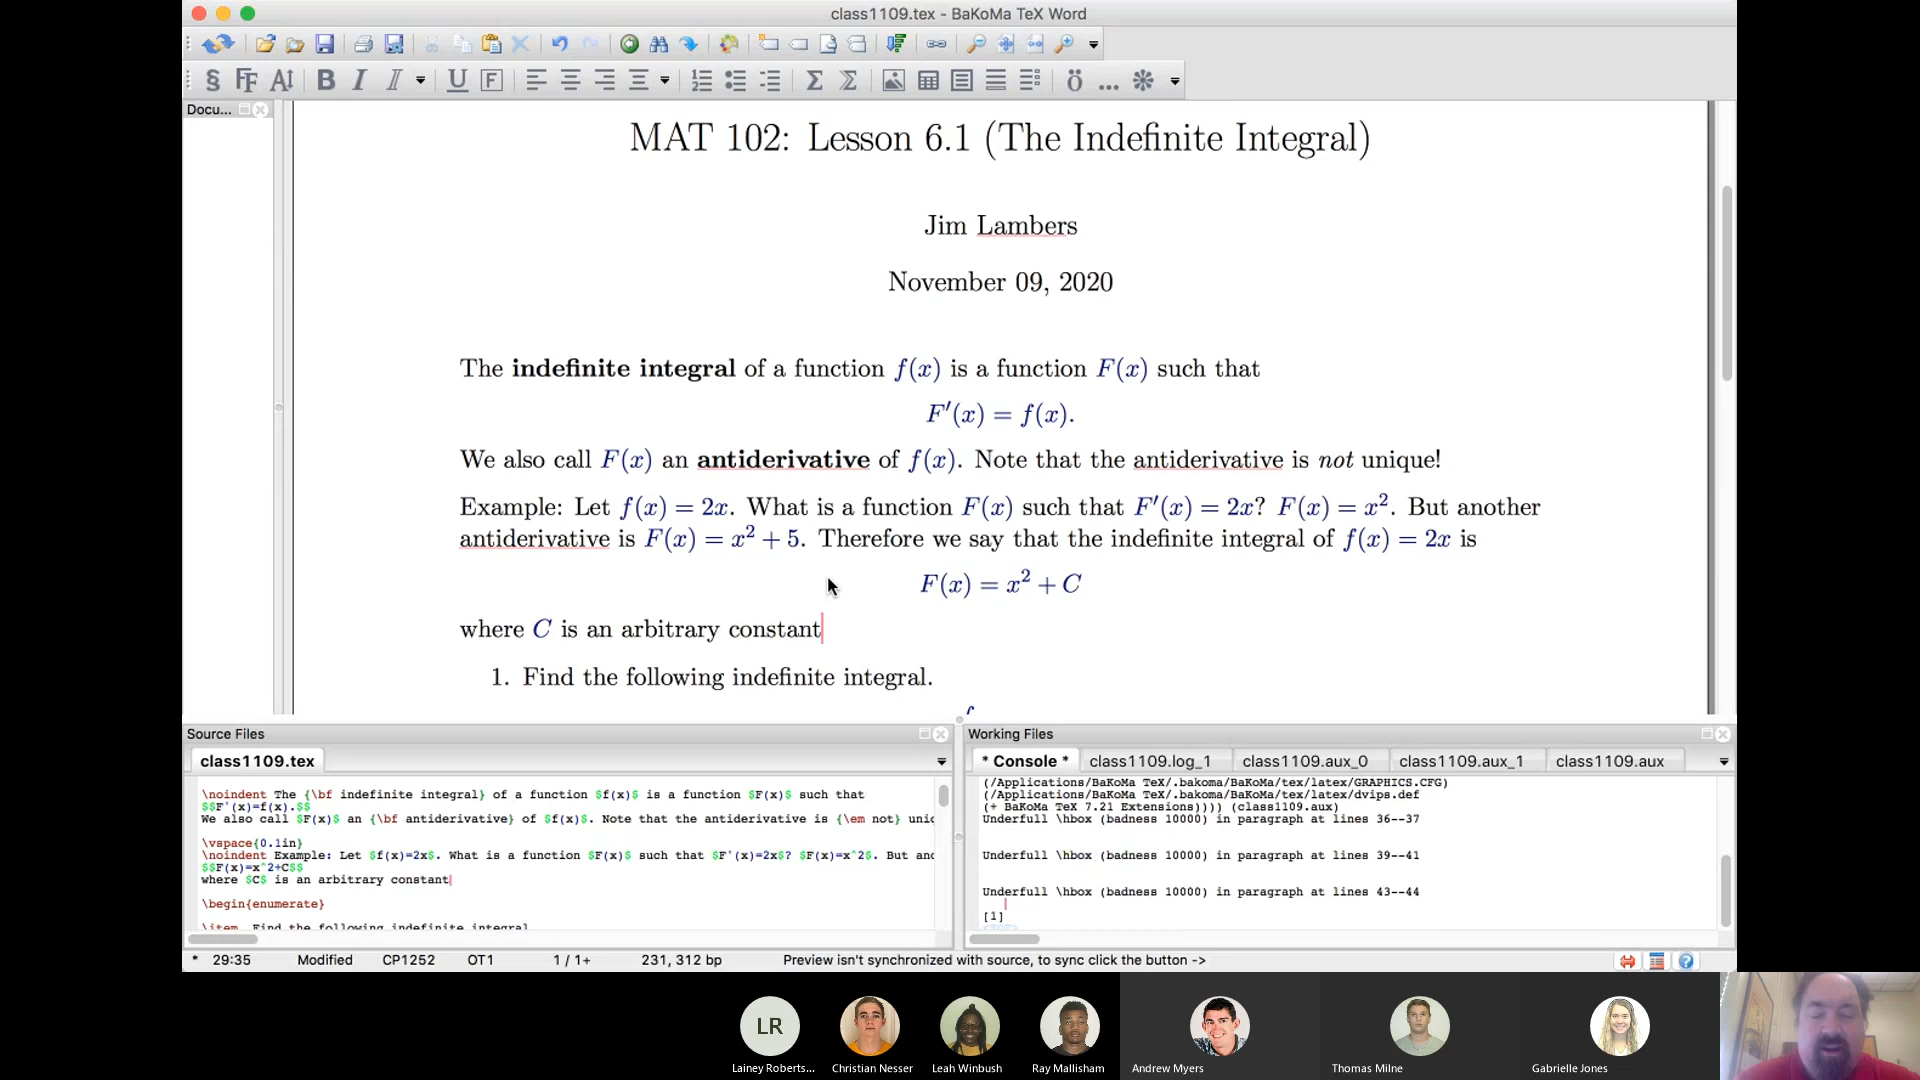 class1109.tex - BaKoMa TeX Word
Docu...
MAT 102: Lesson 6.1 (The Indefinite Integral)
Jim Lambers
November 09, 2020
The indefinite integral of a function f(x) is a function F(x) such that
F′(x) = f(x).
We also call F(x) an antiderivative of f(x). Note that the antiderivative is not unique!
Example: Let f(x) = 2x. What is a function F(x) such that F′(x) = 2x? F(x) = x². But another
antiderivative is F(x) = x² + 5. Therefore we say that the indefinite integral of f(x) = 2x is
F(x) = x² + C
where C is an arbitrary constant
1. Find the following indefinite integral.
Source Files
class1109.tex
\noindent The {\bf indefinite integral} of a function $f(x)$ is a function $F(x)$ such that
$$F'(x)=f(x).$$
We also call $F(x)$ an {\bf antiderivative} of $f(x)$. Note that the antiderivative is {\em not} unic
\vspace{0.1in}
\noindent Example: Let $f(x)=2x$. What is a function $F(x)$ such that $F'(x)=2x$? $F(x)=x^2$. But and
$$F(x)=x^2+C$$
where $C$ is an arbitrary constant
\begin{enumerate}
\item Find the following indefinite integral
Working Files
* Console * class1109.log_1 class1109.aux_0 class1109.aux_1 class1109.aux
(/Applications/BaKoMa TeX/.bakoma/BaKoMa/tex/latex/GRAPHICS.CFG)
(/Applications/BaKoMa TeX/.bakoma/BaKoMa/tex/latex/dvips.def
(+ BaKoMa TeX 7.21 Extensions)))) (class1109.aux)
Underfull \hbox (badness 10000) in paragraph at lines 36--37
Underfull \hbox (badness 10000) in paragraph at lines 39--41
Underfull \hbox (badness 10000) in paragraph at lines 43--44
[1]
* 29:35 Modified CP1252 OT1 1 / 1+ 231, 312 bp Preview isn't synchronized with source, to sync click the button ->
LR
Lainey Roberts... Christian Nesser Leah Winbush Ray Mallisham Andrew Myers Thomas Milne Gabrielle Jones